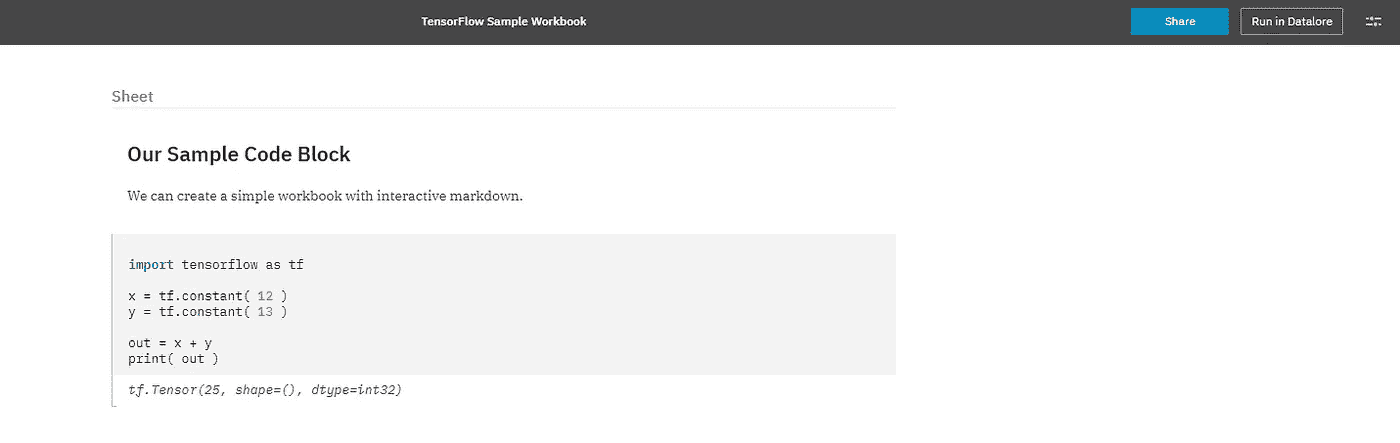 TensorFlow Sample Workbook
Share
Run in Datalore
Sheet
Our Sample Code Block
We can create a simple workbook with interactive markdown.
import tensorflow as tf
x = tf.constant( 12 )
y = tf.constant( 13 )
out = x + y
print( out )
tf.Tensor(25, shape=(), dtype=int32)